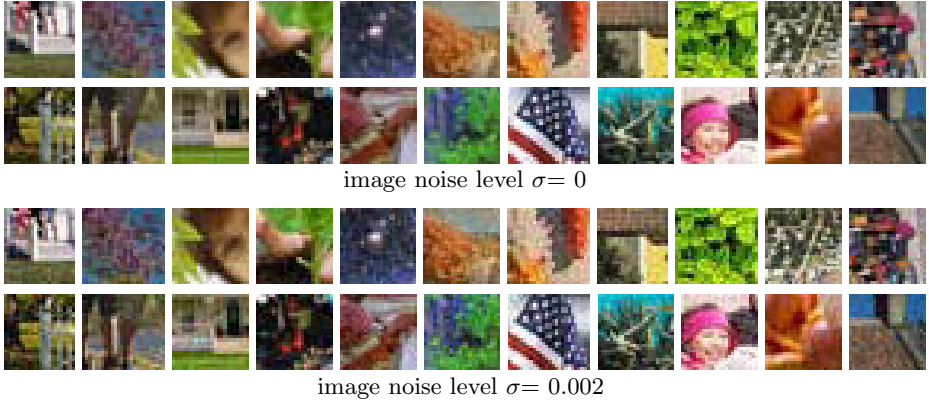 image noise level σ= 0
image noise level σ= 0.002